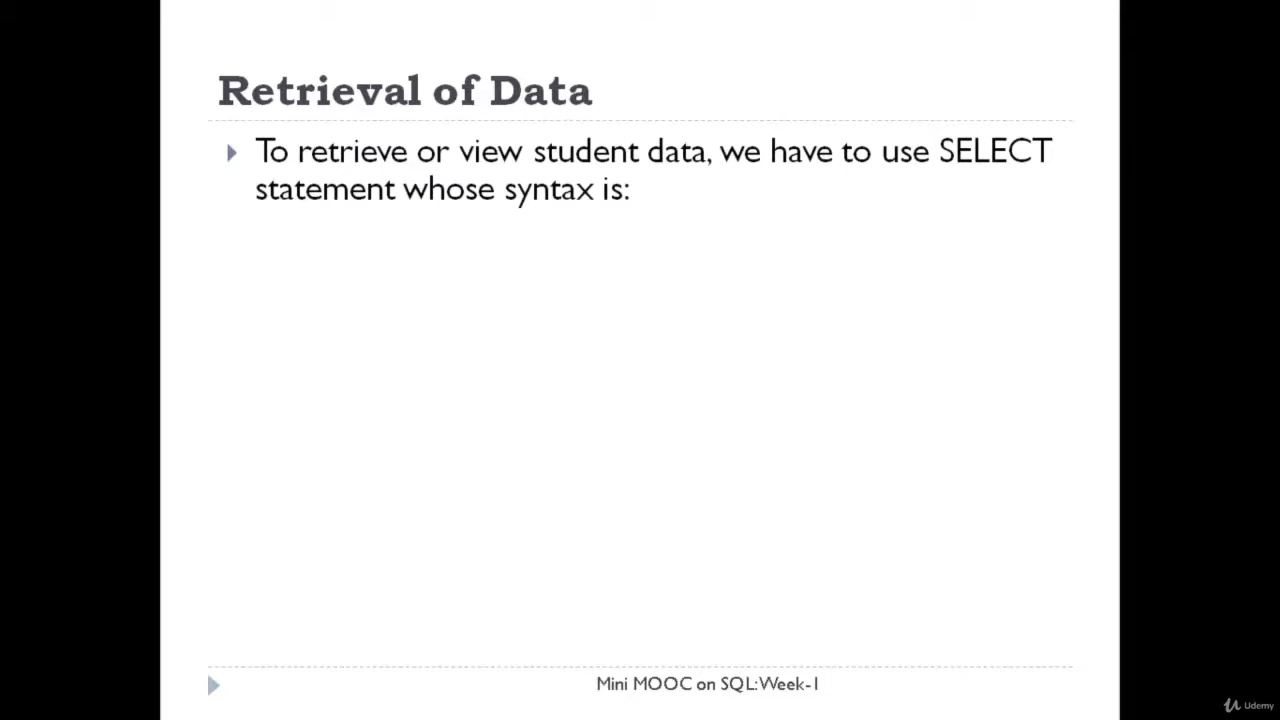 Retrieval of Data
To retrieve or view student data, we have to use SELECT
statement whose syntax is:
Mini MOOC on SQL:Week-1
Udemy